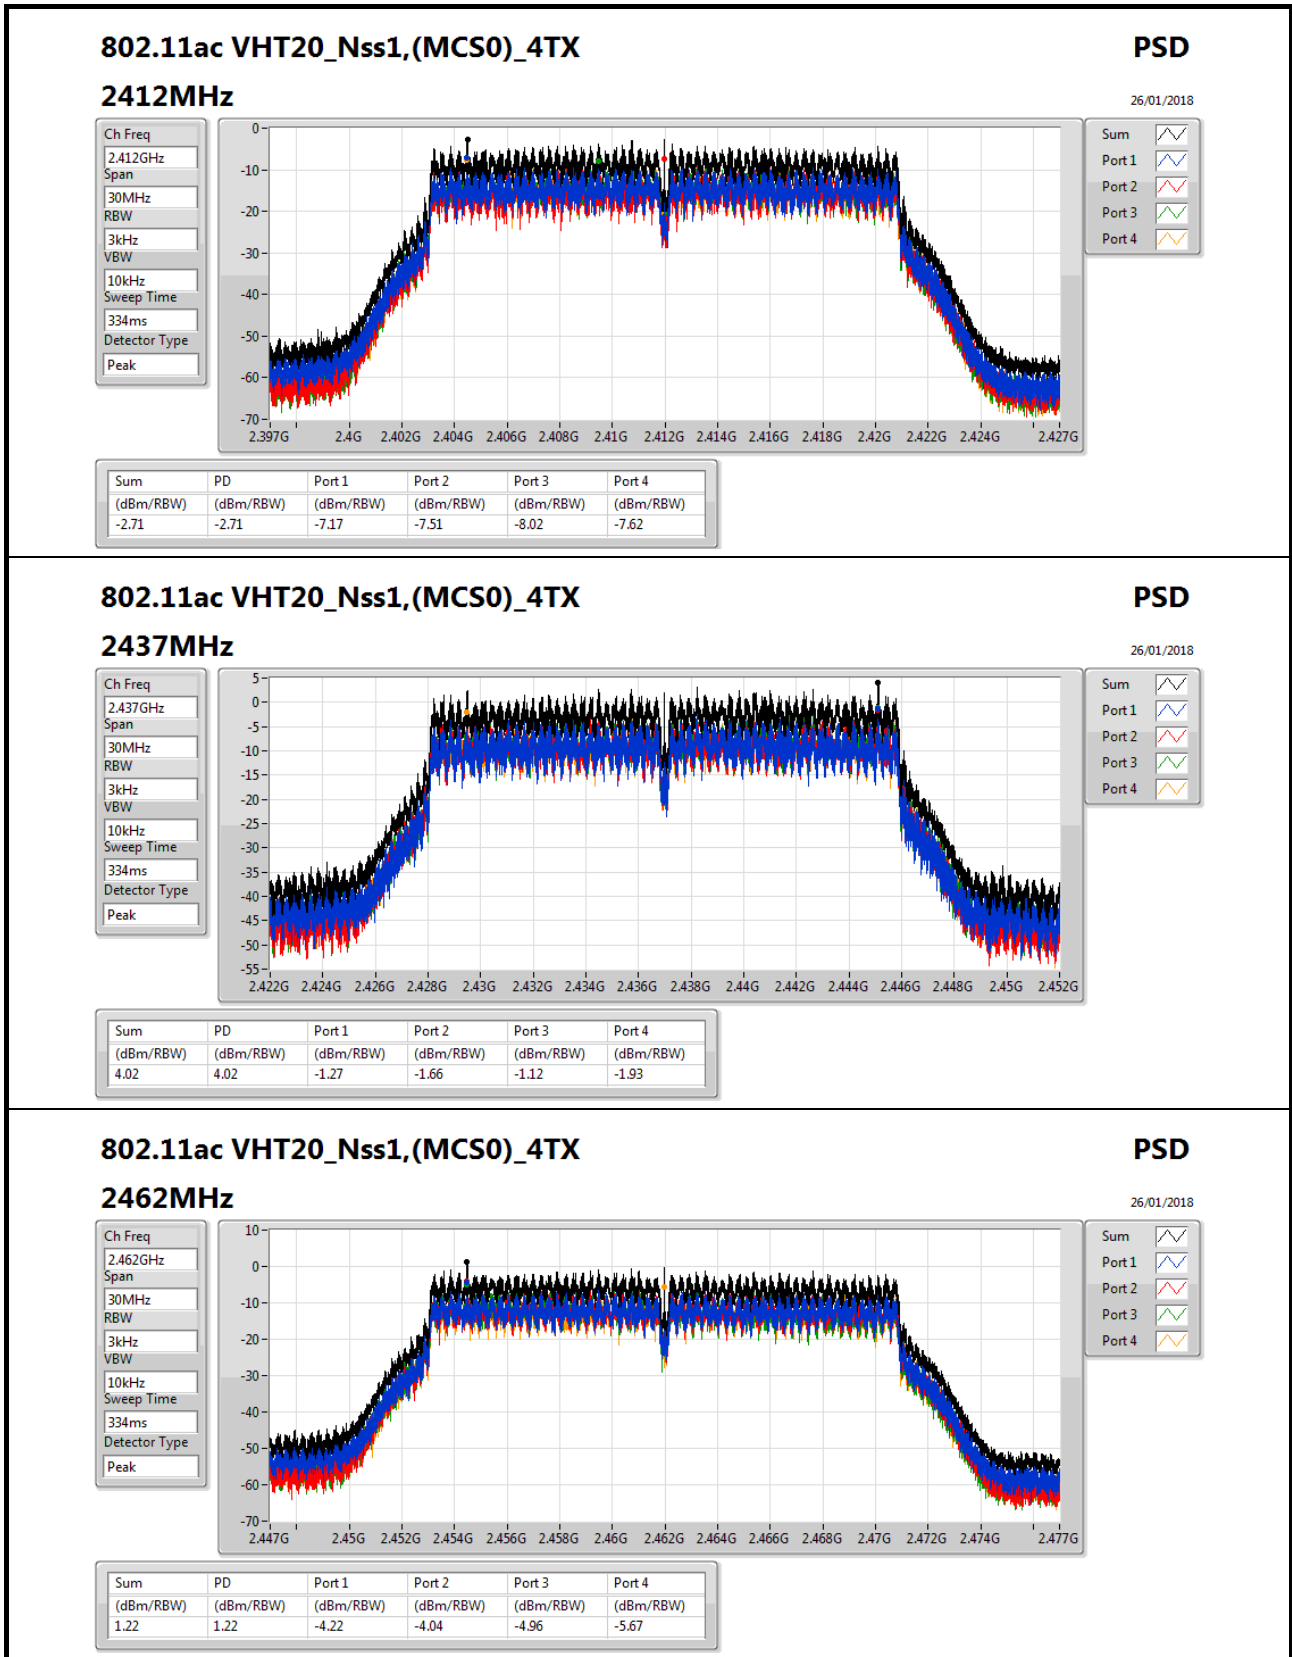 802.11ac VHT20_Nss1,(MCS0)_4TX PSD
2412MHz 26/01/2018
Ch Freq
2.412GHz
Span
30MHz
RBW
3kHz
VBW
10kHz
Sweep Time
334ms
Detector Type
Peak
0
-10
-20
-30
-40
-50
-60
-70
2.397G 2.4G 2.402G 2.404G 2.406G 2.408G 2.41G 2.412G 2.414G 2.416G 2.418G 2.42G 2.422G 2.424G 2.427G
Sum
Port 1
Port 2
Port 3
Port 4
Sum PD Port 1 Port 2 Port 3 Port 4
(dBm/RBW) (dBm/RBW) (dBm/RBW) (dBm/RBW) (dBm/RBW) (dBm/RBW)
-2.71 -2.71 -7.17 -7.51 -8.02 -7.62
802.11ac VHT20_Nss1,(MCS0)_4TX PSD
2437MHz 26/01/2018
Ch Freq
2.437GHz
Span
30MHz
RBW
3kHz
VBW
10kHz
Sweep Time
334ms
Detector Type
Peak
5
0
-5
-10
-15
-20
-25
-30
-35
-40
-45
-50
-55
2.422G 2.424G 2.426G 2.428G 2.430G 2.432G 2.434G 2.436G 2.438G 2.44G 2.442G 2.444G 2.446G 2.448G 2.45G 2.452G
Sum
Port 1
Port 2
Port 3
Port 4
Sum PD Port 1 Port 2 Port 3 Port 4
(dBm/RBW) (dBm/RBW) (dBm/RBW) (dBm/RBW) (dBm/RBW) (dBm/RBW)
4.02 4.02 -1.27 -1.66 -1.12 -1.93
802.11ac VHT20_Nss1,(MCS0)_4TX PSD
2462MHz 26/01/2018
Ch Freq
2.462GHz
Span
30MHz
RBW
3kHz
VBW
10kHz
Sweep Time
334ms
Detector Type
Peak
10
0
-10
-20
-30
-40
-50
-60
-70
2.447G 2.45G 2.452G 2.454G 2.456G 2.458G 2.46G 2.462G 2.464G 2.466G 2.468G 2.47G 2.472G 2.474G 2.477G
Sum
Port 1
Port 2
Port 3
Port 4
Sum PD Port 1 Port 2 Port 3 Port 4
(dBm/RBW) (dBm/RBW) (dBm/RBW) (dBm/RBW) (dBm/RBW) (dBm/RBW)
1.22 1.22 -4.22 -4.04 -4.96 -5.67